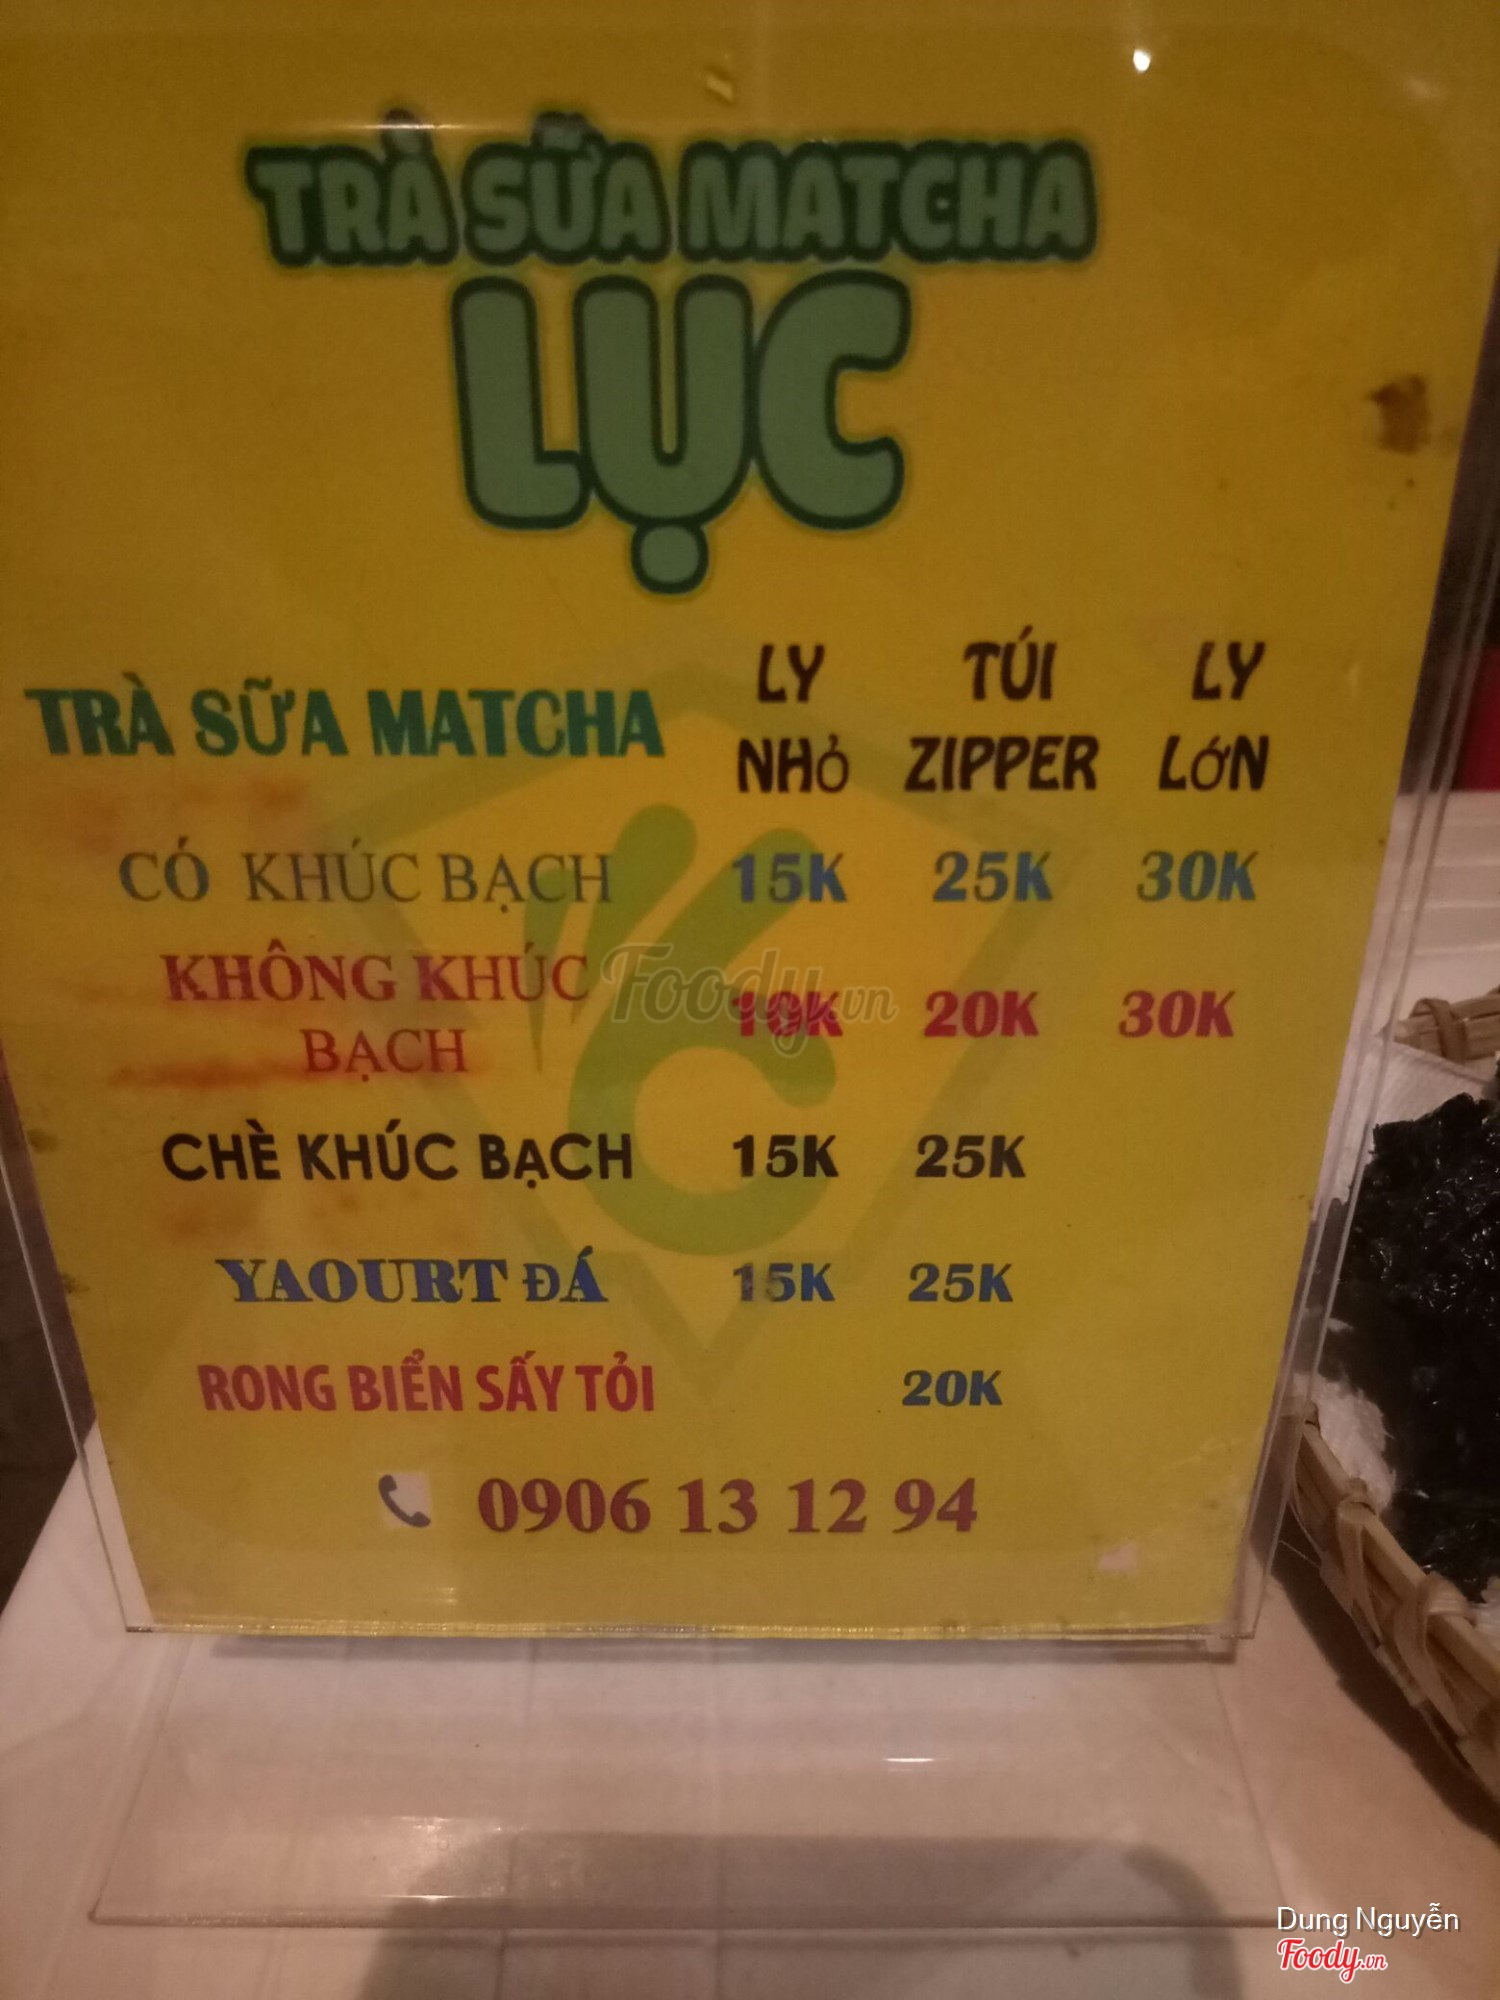 TRÀ SỮA MATCHA
LỤC
TRÀ SỮA MATCHA
LY NHỎ
TÚI ZIPPER
LY LỚN
CÓ KHÚC BẠCH 15K 25K 30K
KHÔNG KHÚC BẠCH 10K 20K 30K
CHÈ KHÚC BẠCH 15K 25K
YAOURT ĐÁ 15K 25K
RONG BIỂN SẤY TỎI 20K
0906 13 12 94
Foody.vn
Dung Nguyễn
Foody.vn